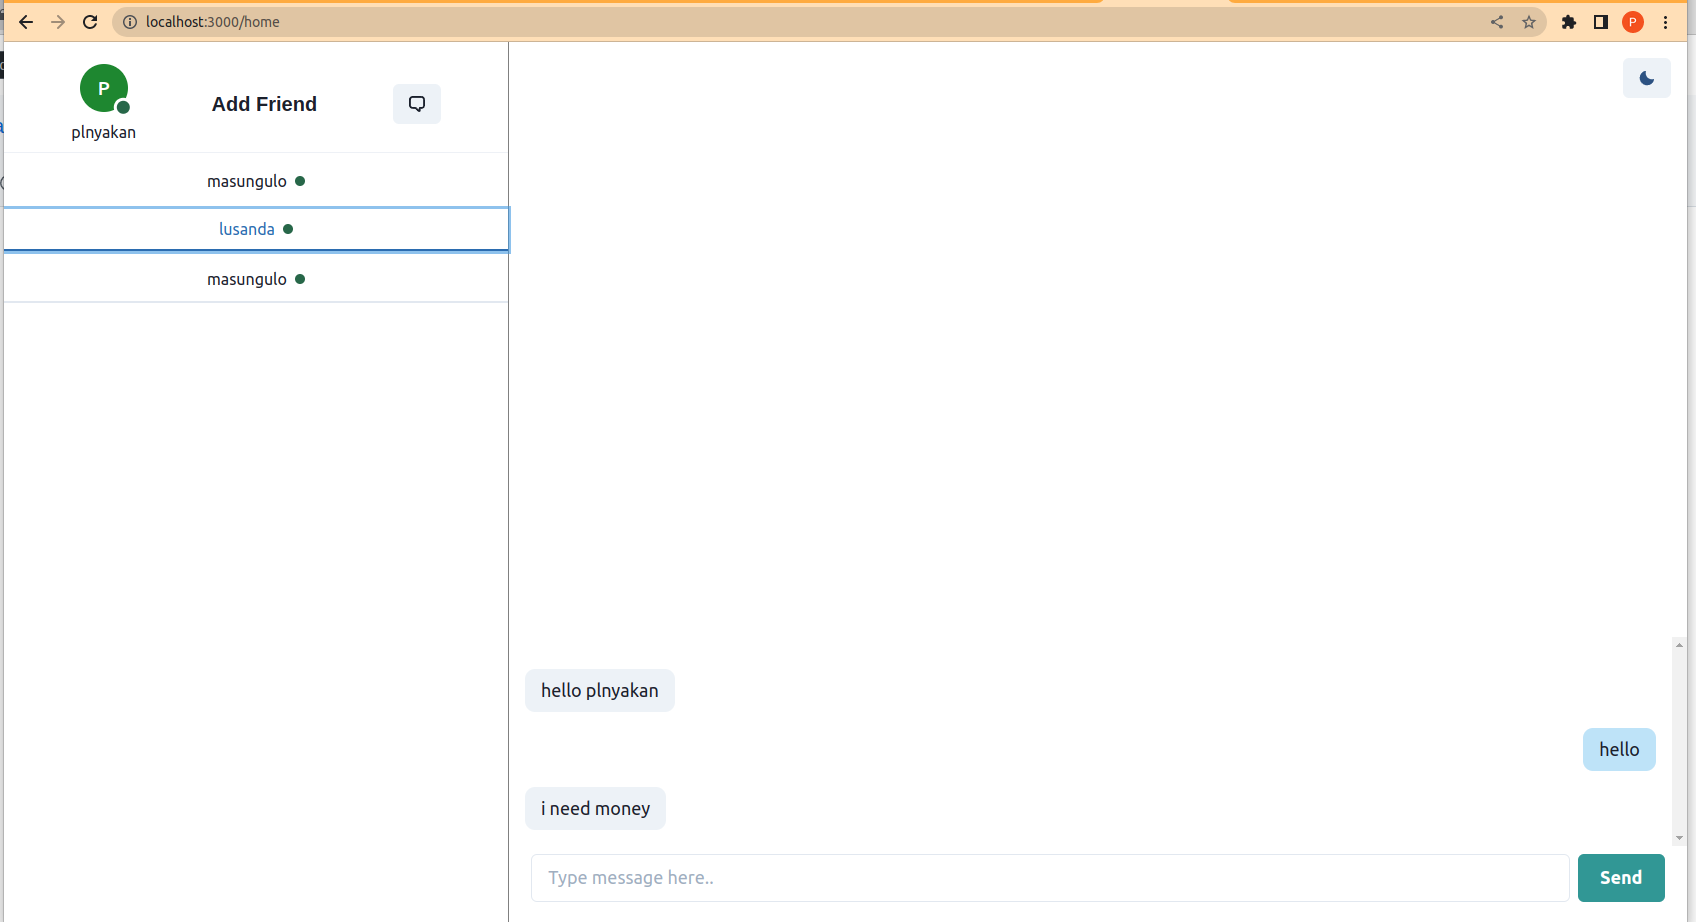 localhost:3000/home
P
P
plnyakan
Add Friend
masungulo
lusanda
masungulo
hello plnyakan
hello
i need money
Type message here..
Send